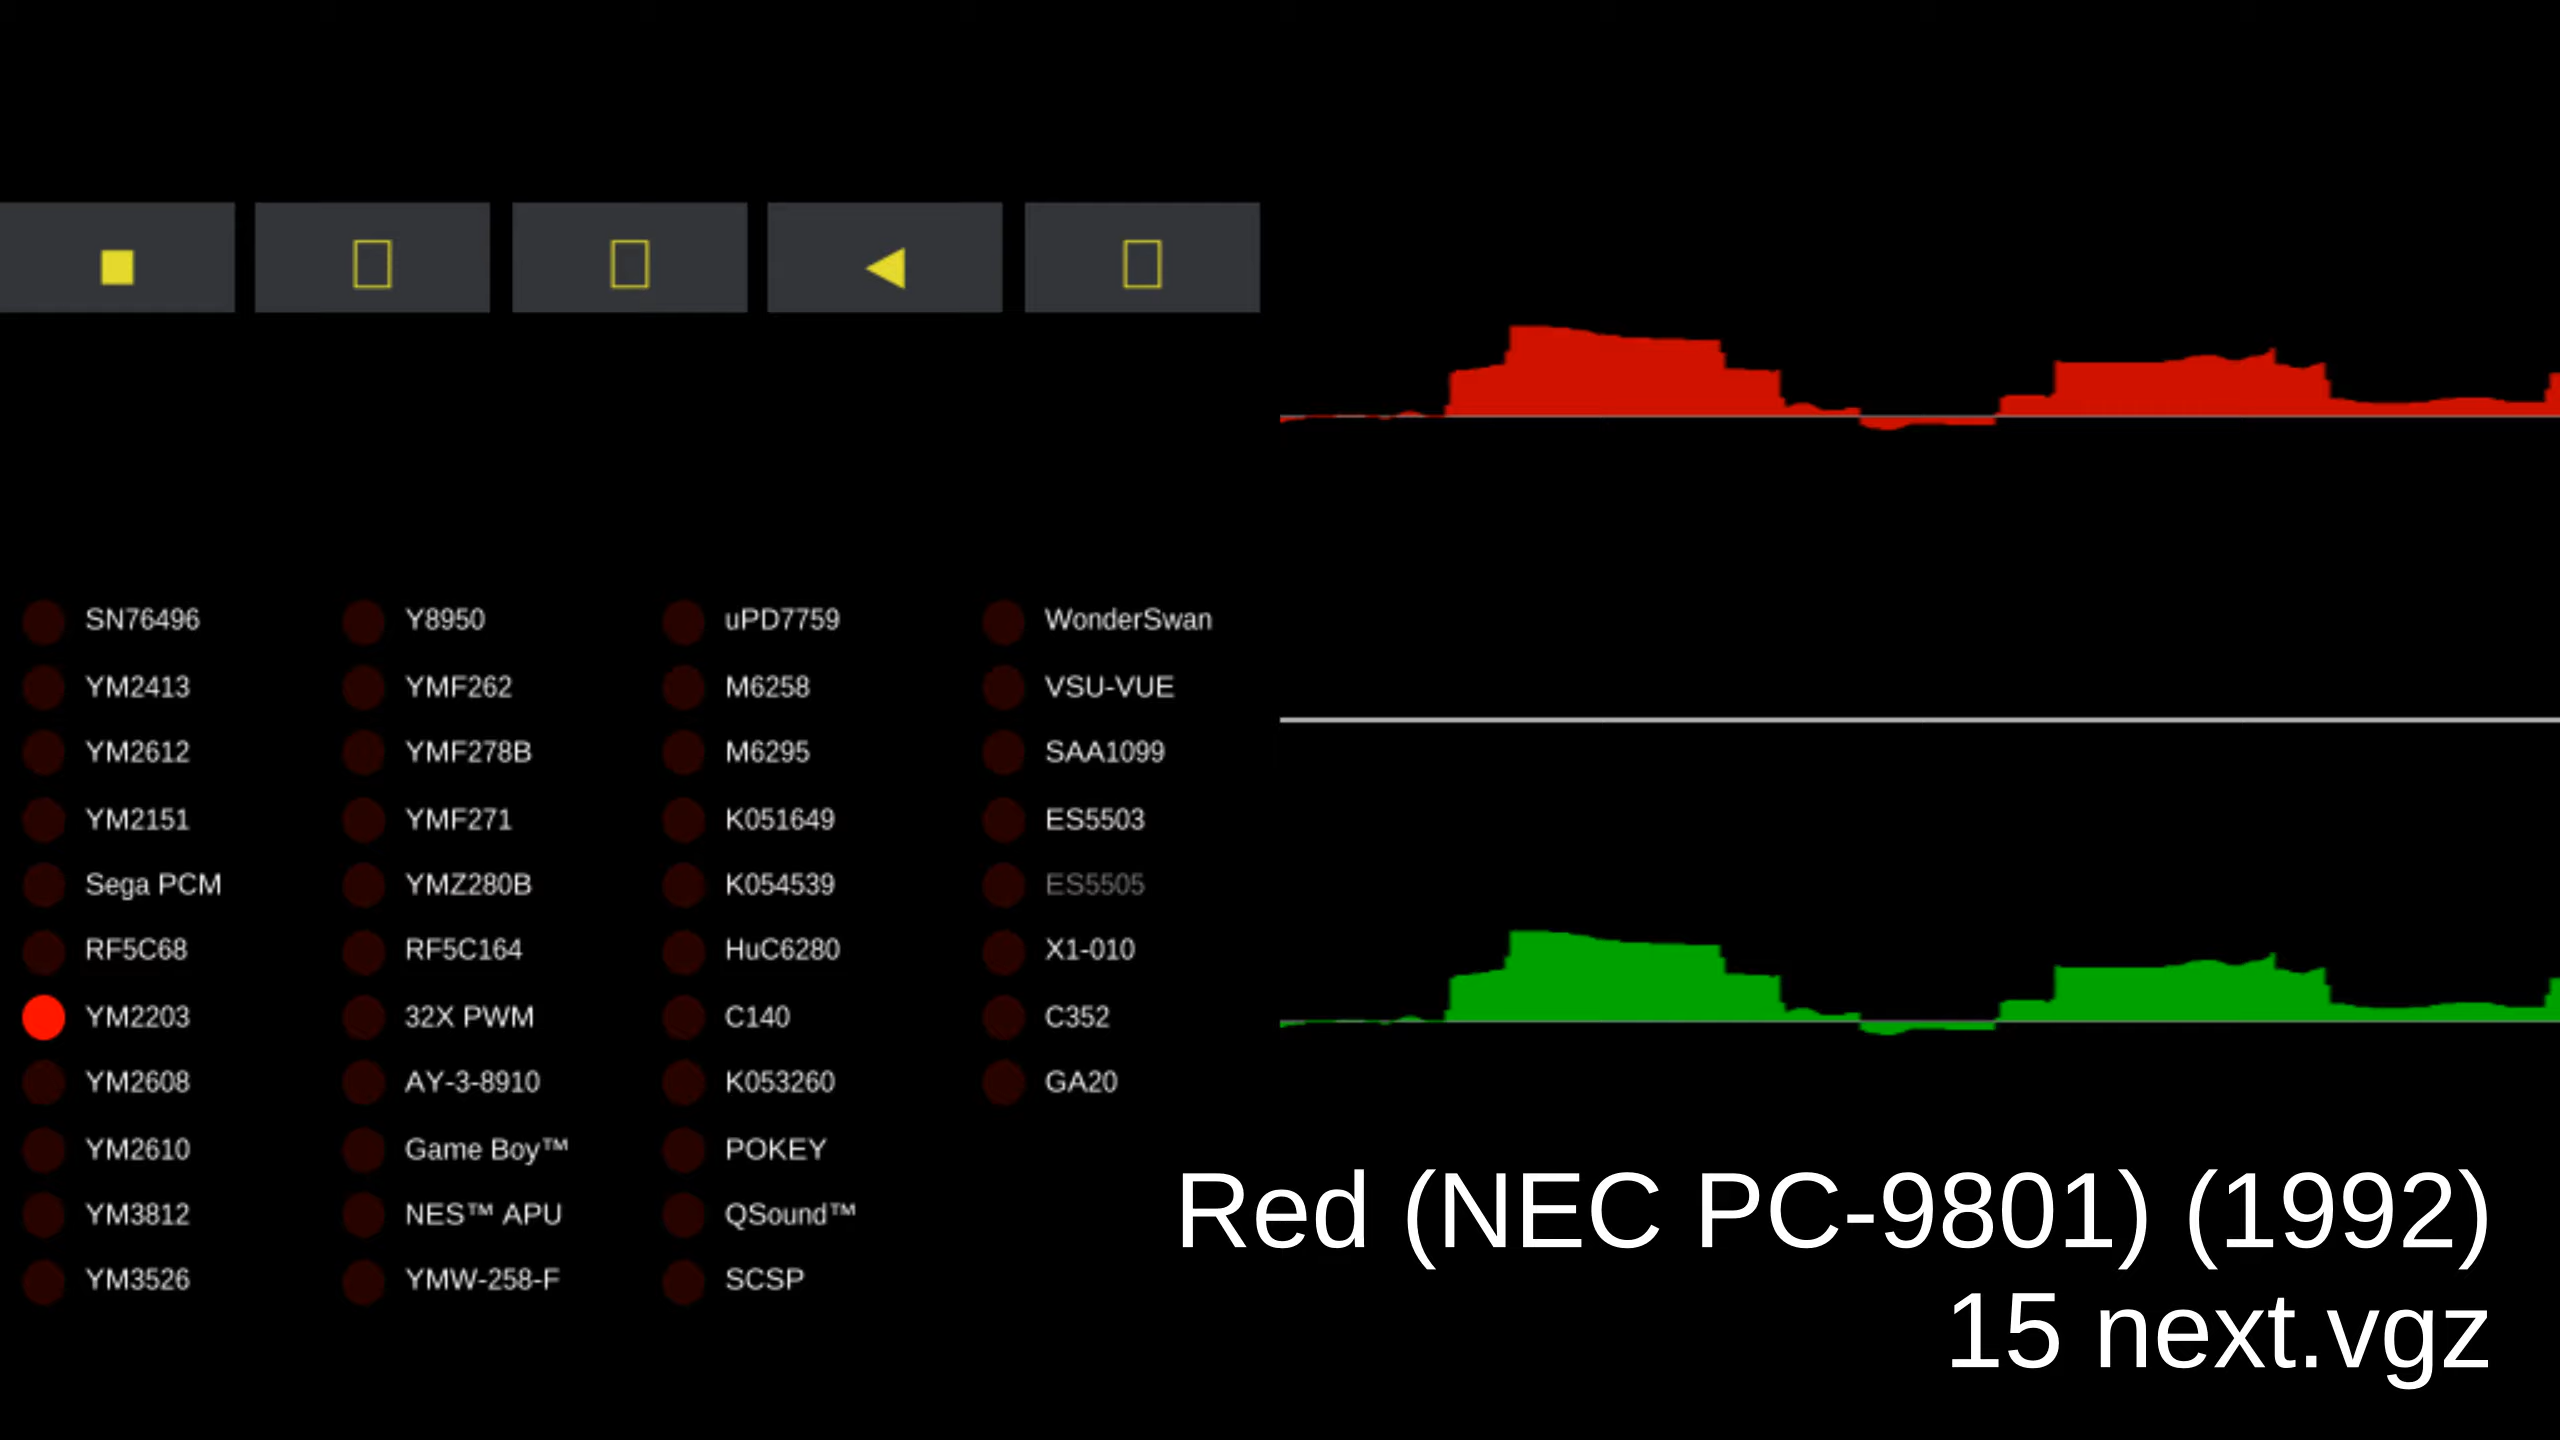 SN76496 Y8950 uPD7759 WonderSwan
YM2413 YMF262 M6258 VSU-VUE
YM2612 YMF278B M6295 SAA1099
YM2151 YMF271 K051649 ES5503
Sega PCM YMZ280B K054539 ES5505
RF5C68 RF5C164 HuC6280 X1-010
YM2203 32X PWM C140 C352
YM2608 AY-3-8910 K053260 GA20
YM2610 Game Boy™ POKEY
YM3812 NES™ APU QSound™
YM3526 YMW-258-F SCSP
Red (NEC PC-9801) (1992)
15 next.vgz